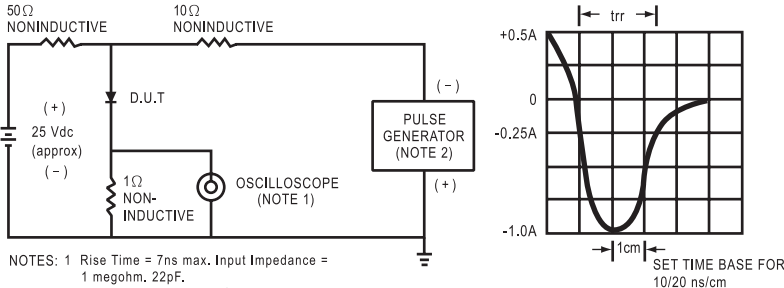 50Ω
NONINDUCTIVE
10Ω
NONINDUCTIVE
(+)
25 Vdc
(approx)
(−)
D.U.T
1Ω
NON-
INDUCTIVE
OSCILLOSCOPE
(NOTE 1)
(−)
PULSE
GENERATOR
(NOTE 2)
(+)
NOTES: 1 Rise Time = 7ns max. Input Impedance =
1 megohm. 22pF.
trr
+0.5A
0
-0.25A
-1.0A
1cm
SET TIME BASE FOR
10/20 ns/cm